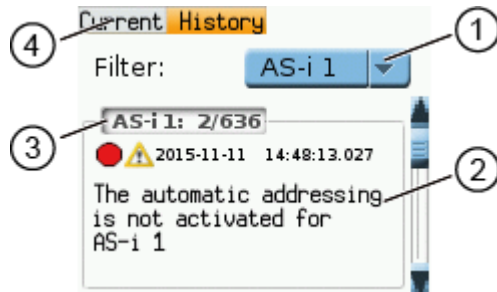 Current History
Filter: AS-i 1
AS-i 1: 2/636
2015-11-11 14:48:13.027
The automatic addressing
is not activated for
AS-i 1
1
2
3
4